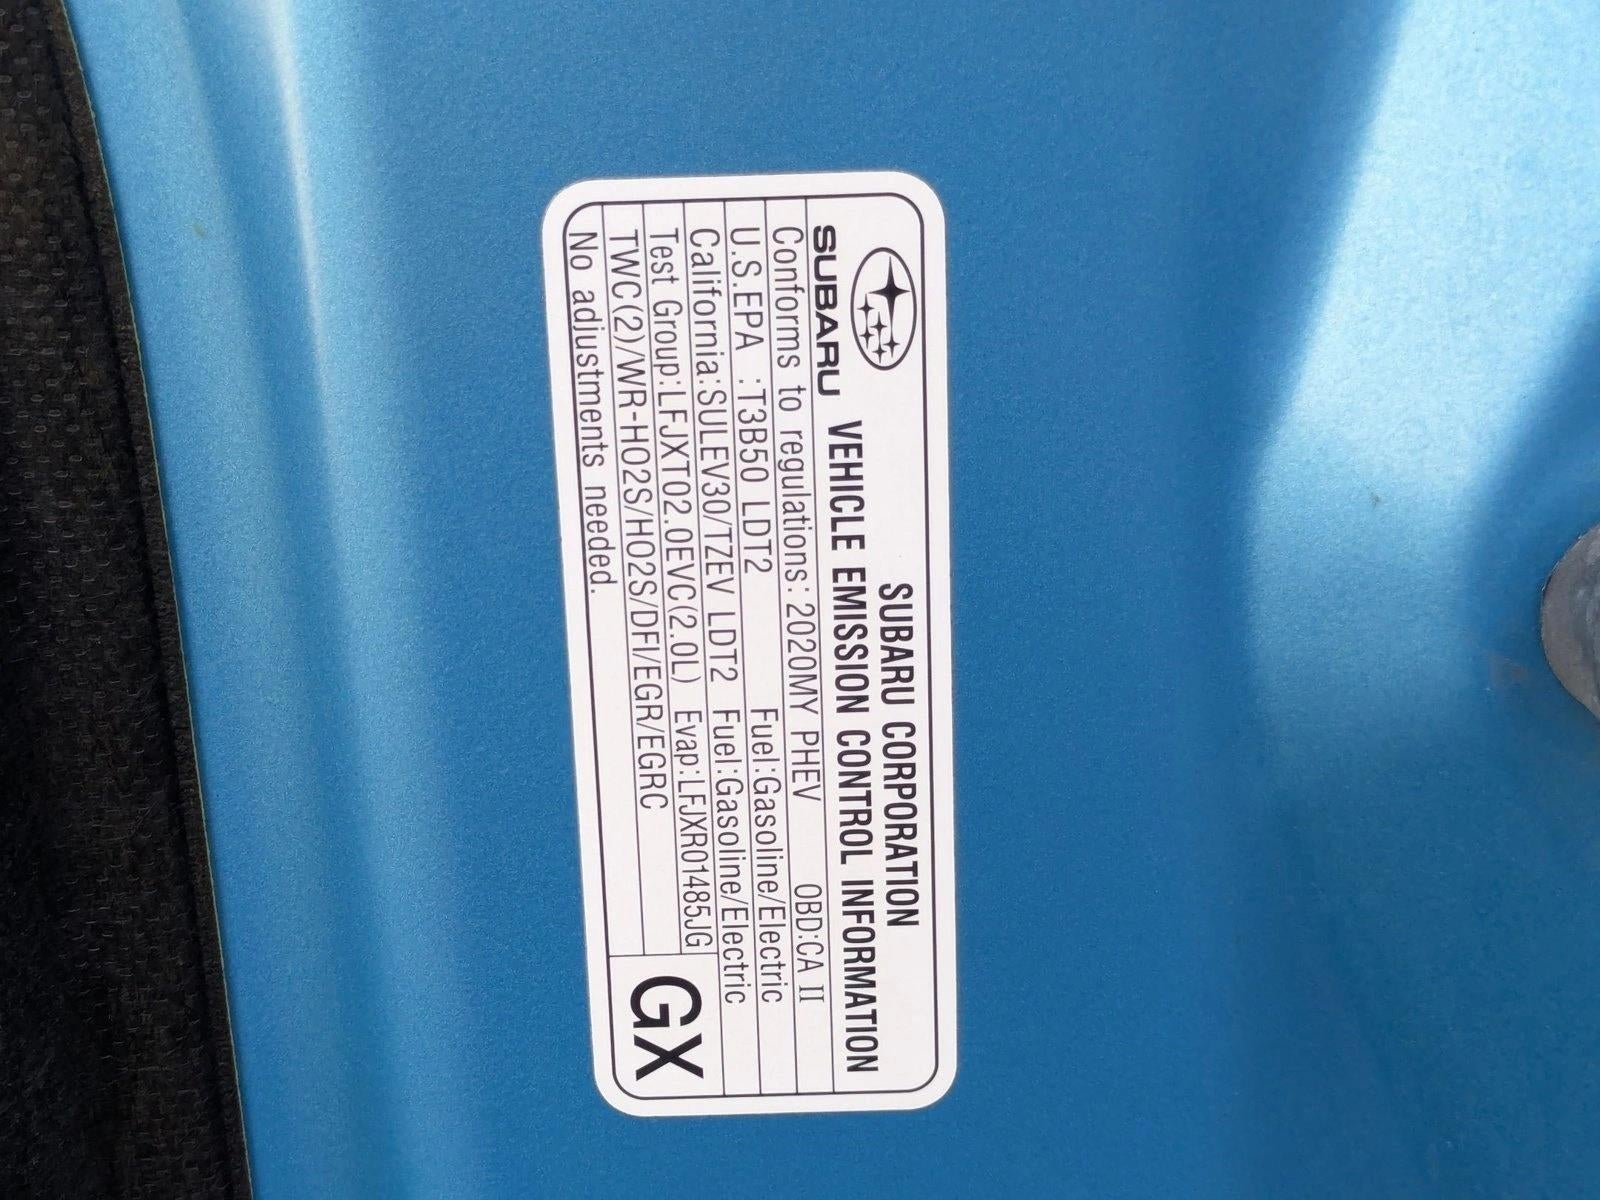 SUBARU CORPORATION
SUBARU VEHICLE EMISSION CONTROL INFORMATION
Conforms to regulations: 2020MY PHEV OBD:CA II
U.S.EPA :T3B50 LDT2 Fuel:Gasoline/Electric
California:SULEV30/TZEV LDT2 Fuel:Gasoline/Electric
Test Group:LFJXT02.0EVC(2.0L) Evap:LFJXR01485JG
TWC(2)/WR-HO2S/HO2S/DFI/EGR/EGRC
No adjustments needed.
GX